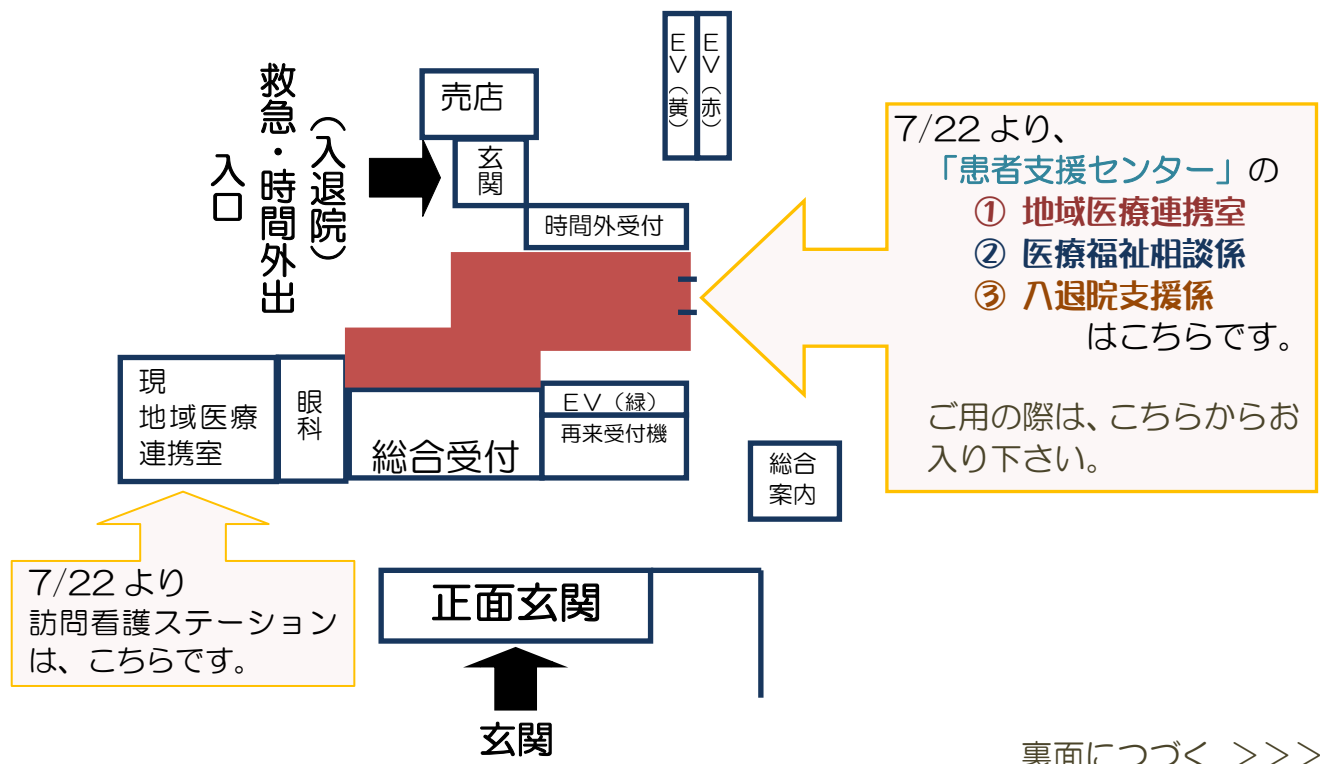 EV(黄)
EV(赤)
売店
玄関
救急・時間外出
入口
(入退院)
時間外受付
7/22より、
「患者支援センター」の
① 地域医療連携室
② 医療福祉相談係
③ 入退院支援係
はこちらです。
ご用の際は、こちらからお
入り下さい。
現
地域医療
連携室
眼科
総合受付
EV(緑)
再来受付機
総合
案内
7/22より
訪問看護ステーション
は、こちらです。
正面玄関
玄関
裏面につづく >>>